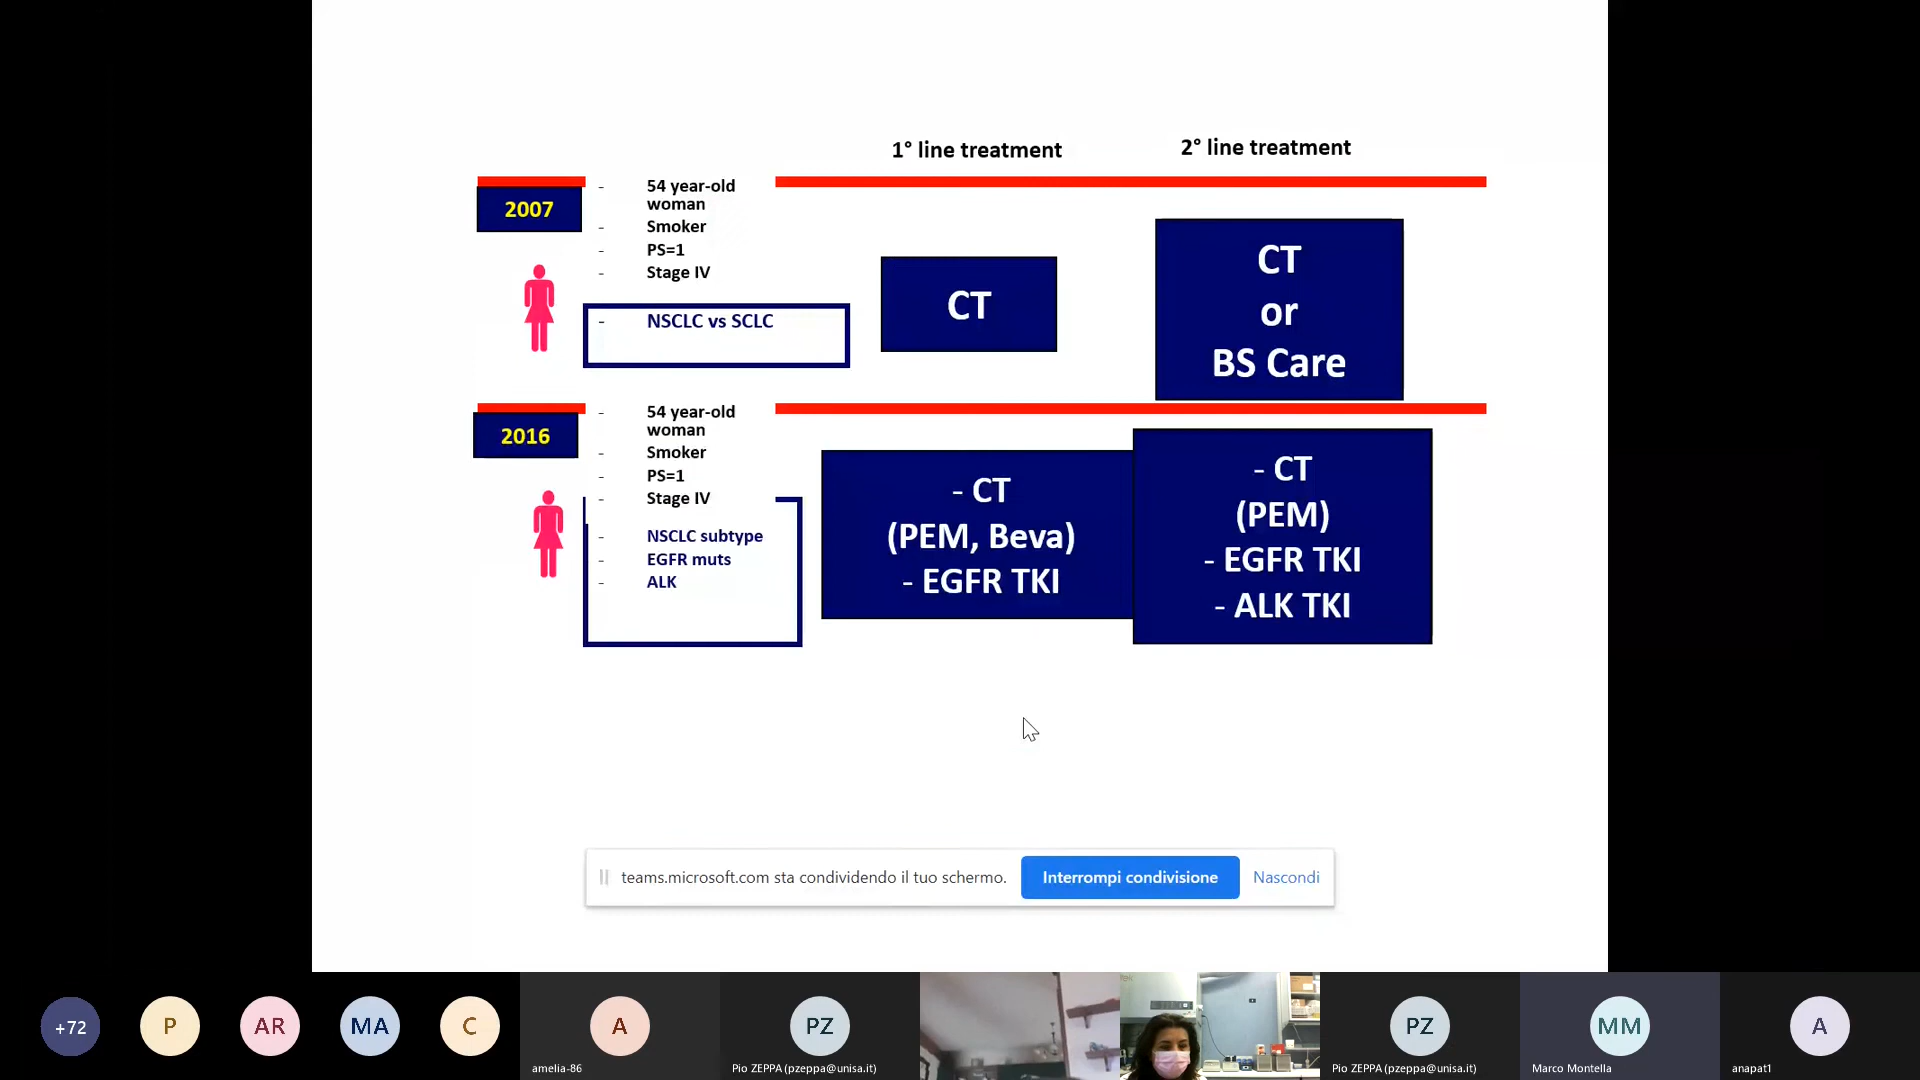 1° line treatment
2° line treatment
2007
- 54 year-old
woman
- Smoker
- PS=1
- Stage IV
- NSCLC vs SCLC
CT
CT
or
BS Care
2016
- 54 year-old
woman
- Smoker
- PS=1
- Stage IV
- NSCLC subtype
- EGFR muts
- ALK
- CT
(PEM, Beva)
- EGFR TKI
- CT
(PEM)
- EGFR TKI
- ALK TKI
teams.microsoft.com sta condividendo il tuo schermo.
Interrompi condivisione
Nascondi
+72
P
AR
MA
C
A
amelia-86
PZ
Pio ZEPPA (pzeppa@unisa.it)
PZ
Pio ZEPPA (pzeppa@unisa.it)
MM
Marco Montella
A
anapat1